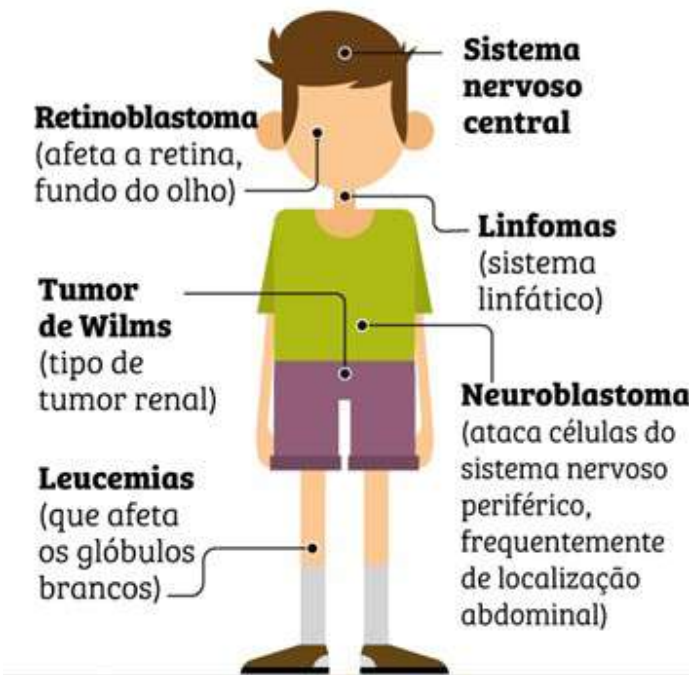 Sistema
nervoso
central
Retinoblastoma
(afeta a retina,
fundo do olho)
Linfomas
(sistema
linfático)
Tumor
de Wilms
(tipo de
tumor renal)
Neuroblastoma
(ataca células do
sistema nervoso
periférico,
frequentemente
de localização
abdominal)
Leucemias
(que afeta
os glóbulos
brancos)